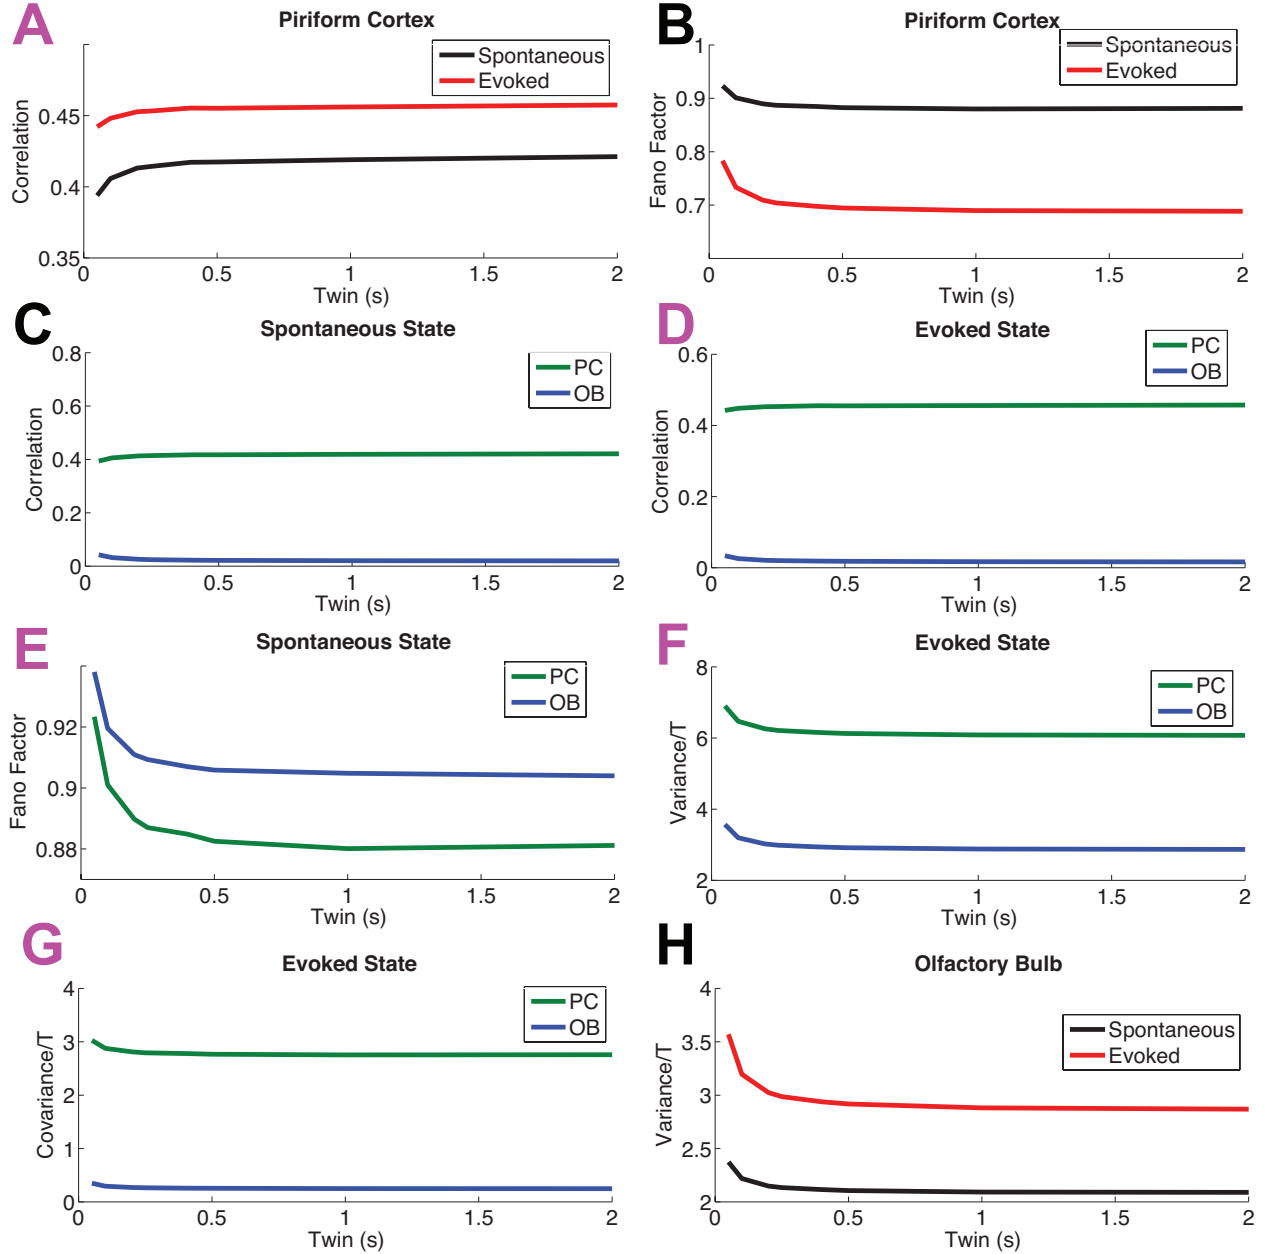 A
Piriform Cortex
Spontaneous
Evoked
Correlation
0.45
0.4
0.35
0
0.5
1
1.5
2
Twin (s)
B
Piriform Cortex
Spontaneous
Evoked
Fano Factor
1
0.9
0.8
0.7
0
0.5
1
1.5
2
Twin (s)
C
Spontaneous State
PC
OB
Correlation
0.8
0.6
0.4
0.2
0
0
0.5
1
1.5
2
Twin (s)
D
Evoked State
PC
OB
Correlation
0.6
0.4
0.2
0
0
0.5
1
1.5
2
Twin (s)
E
Spontaneous State
PC
OB
Fano Factor
0.92
0.9
0.88
0
0.5
1
1.5
2
Twin (s)
F
Evoked State
PC
OB
Variance/T
8
6
4
2
0
0.5
1
1.5
2
Twin (s)
G
Evoked State
PC
OB
Covariance/T
4
3
2
1
0
0
0.5
1
1.5
2
Twin (s)
H
Olfactory Bulb
Spontaneous
Evoked
Variance/T
4
3.5
3
2.5
2
0
0.5
1
1.5
2
Twin (s)